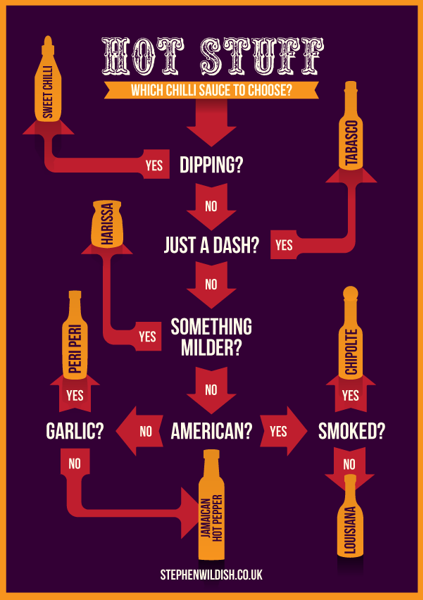 HOT STUFF
WHICH CHILLI SAUCE TO CHOOSE?
SWEET CHILLI
TABASCO
YES
DIPPING?
NO
HARISSA
JUST A DASH?
YES
NO
PERI PERI
YES
SOMETHING
MILDER?
CHIPOLTE
YES
NO
YES
GARLIC?
NO
AMERICAN?
YES
SMOKED?
NO
NO
JAMAICAN
HOT PEPPER
LOUISIANA
STEPHENWILDISH.CO.UK